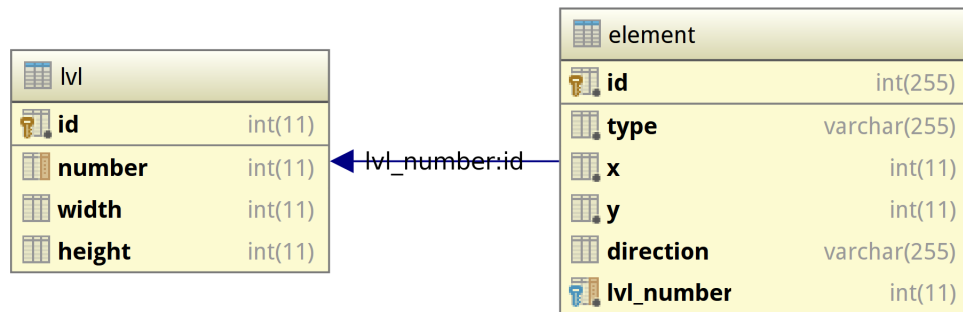 lvl
id int(11)
number int(11)
width int(11)
height int(11)
lvl_number:id
element
id int(255)
type varchar(255)
x int(11)
y int(11)
direction varchar(255)
lvl_number int(11)